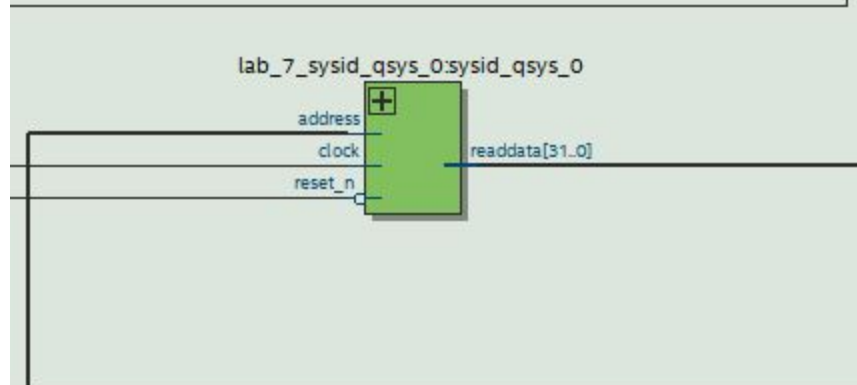 lab_7_sysid_qsys_0:sysid_qsys_0
address
clock
readdata[31..0]
reset_n